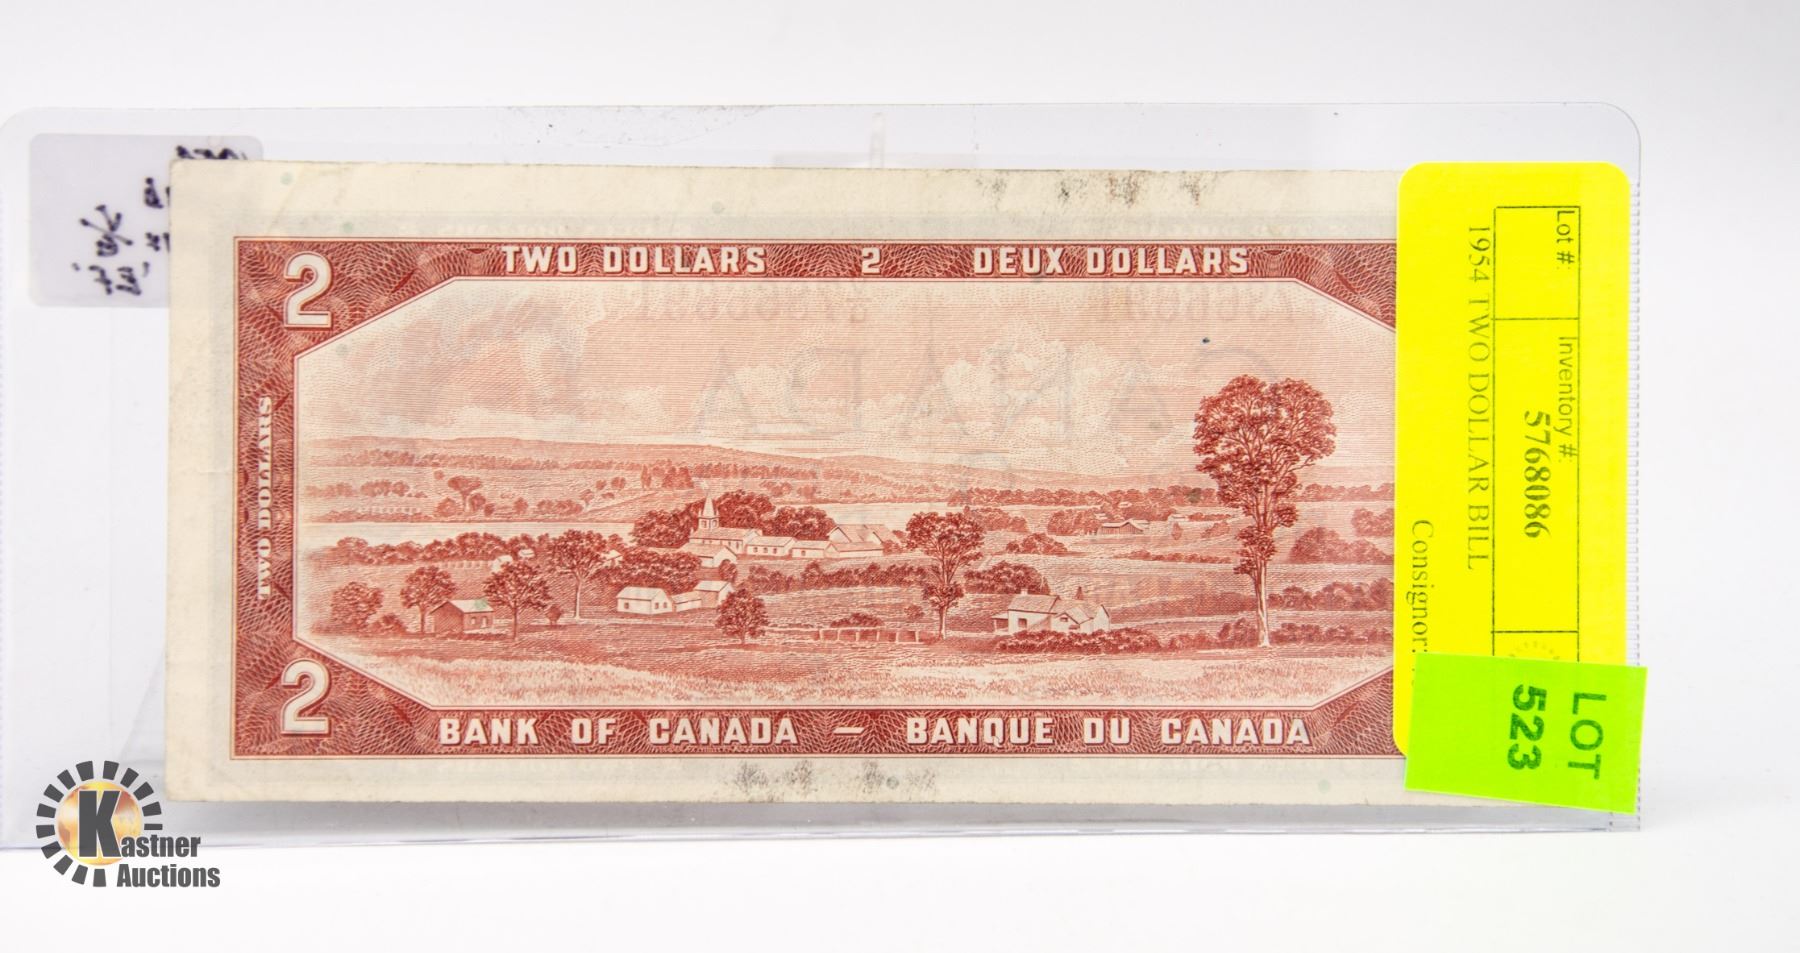 TWO DOLLARS 2 DEUX DOLLARS
2
TWO DOLLARS
2
BANK OF CANADA – BANQUE DU CANADA
CANADA
Lot #:
Inventory #:
5768086
1954 TWO DOLLAR BILL
Consignor:
LOT
523
Kastner
Auctions